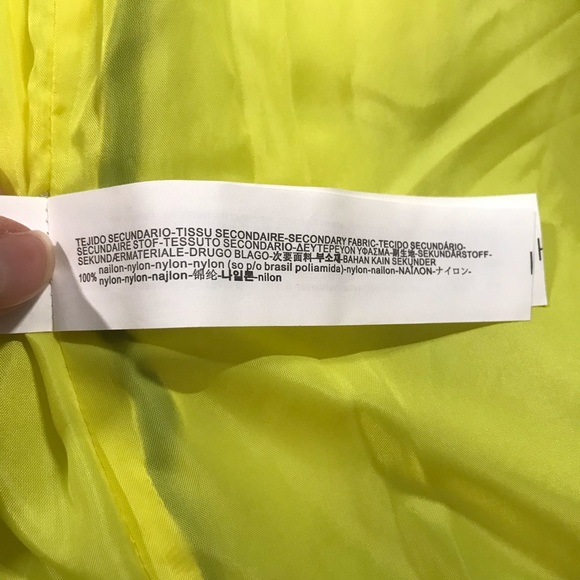 TEJIDO SECUNDARIO-TISSU SECONDAIRE-SECONDARY FABRIC-TECIDO SECUNDÁRIO-
SECUNDAIRE STOF-TESSUTO SECONDARIO-ΔΕΥΤΕΡΕΥΟΝ ΥΦΑΣΜΑ-副生地-SEKUNDÄRSTOFF-
SEKUNDÆRMATERIALE-DRUGO BLAGO-次要面料-부소재-BAHAN KAIN SEKUNDER
nailon-nylon-nylon-nylon (so p/o brasil poliamida)-nylon-nailon-ΝΑΪΛΟΝ-ナイロン-
100% nylon-nylon-najlon-锦纶-나일론-nilon